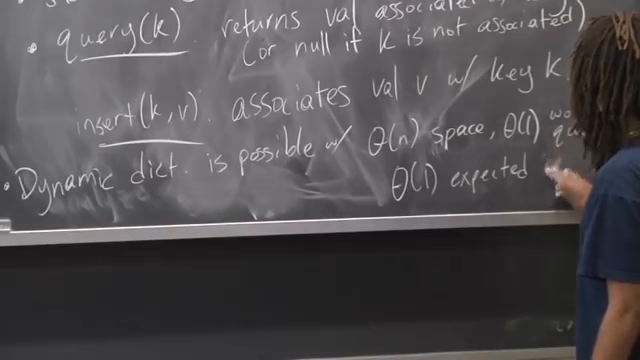 • query(k) returns val associated
(or null if k is not associated)
insert(k,v) associates val v w/ key k.
• Dynamic dict. is possible w/ Θ(n) space, Θ(1)
Θ(1) expected